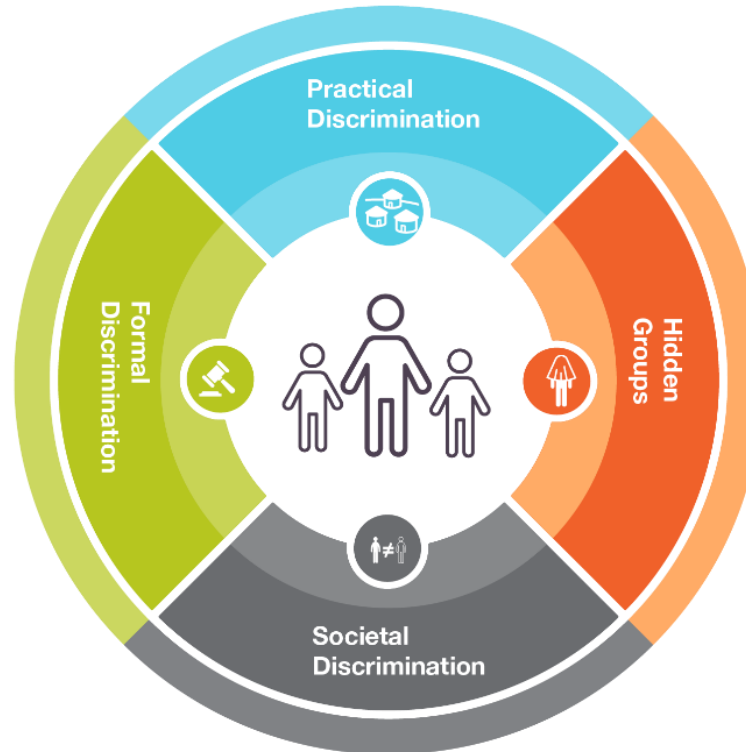 Practical
Discrimination
Formal
Discrimination
Hidden
Groups
Societal
Discrimination